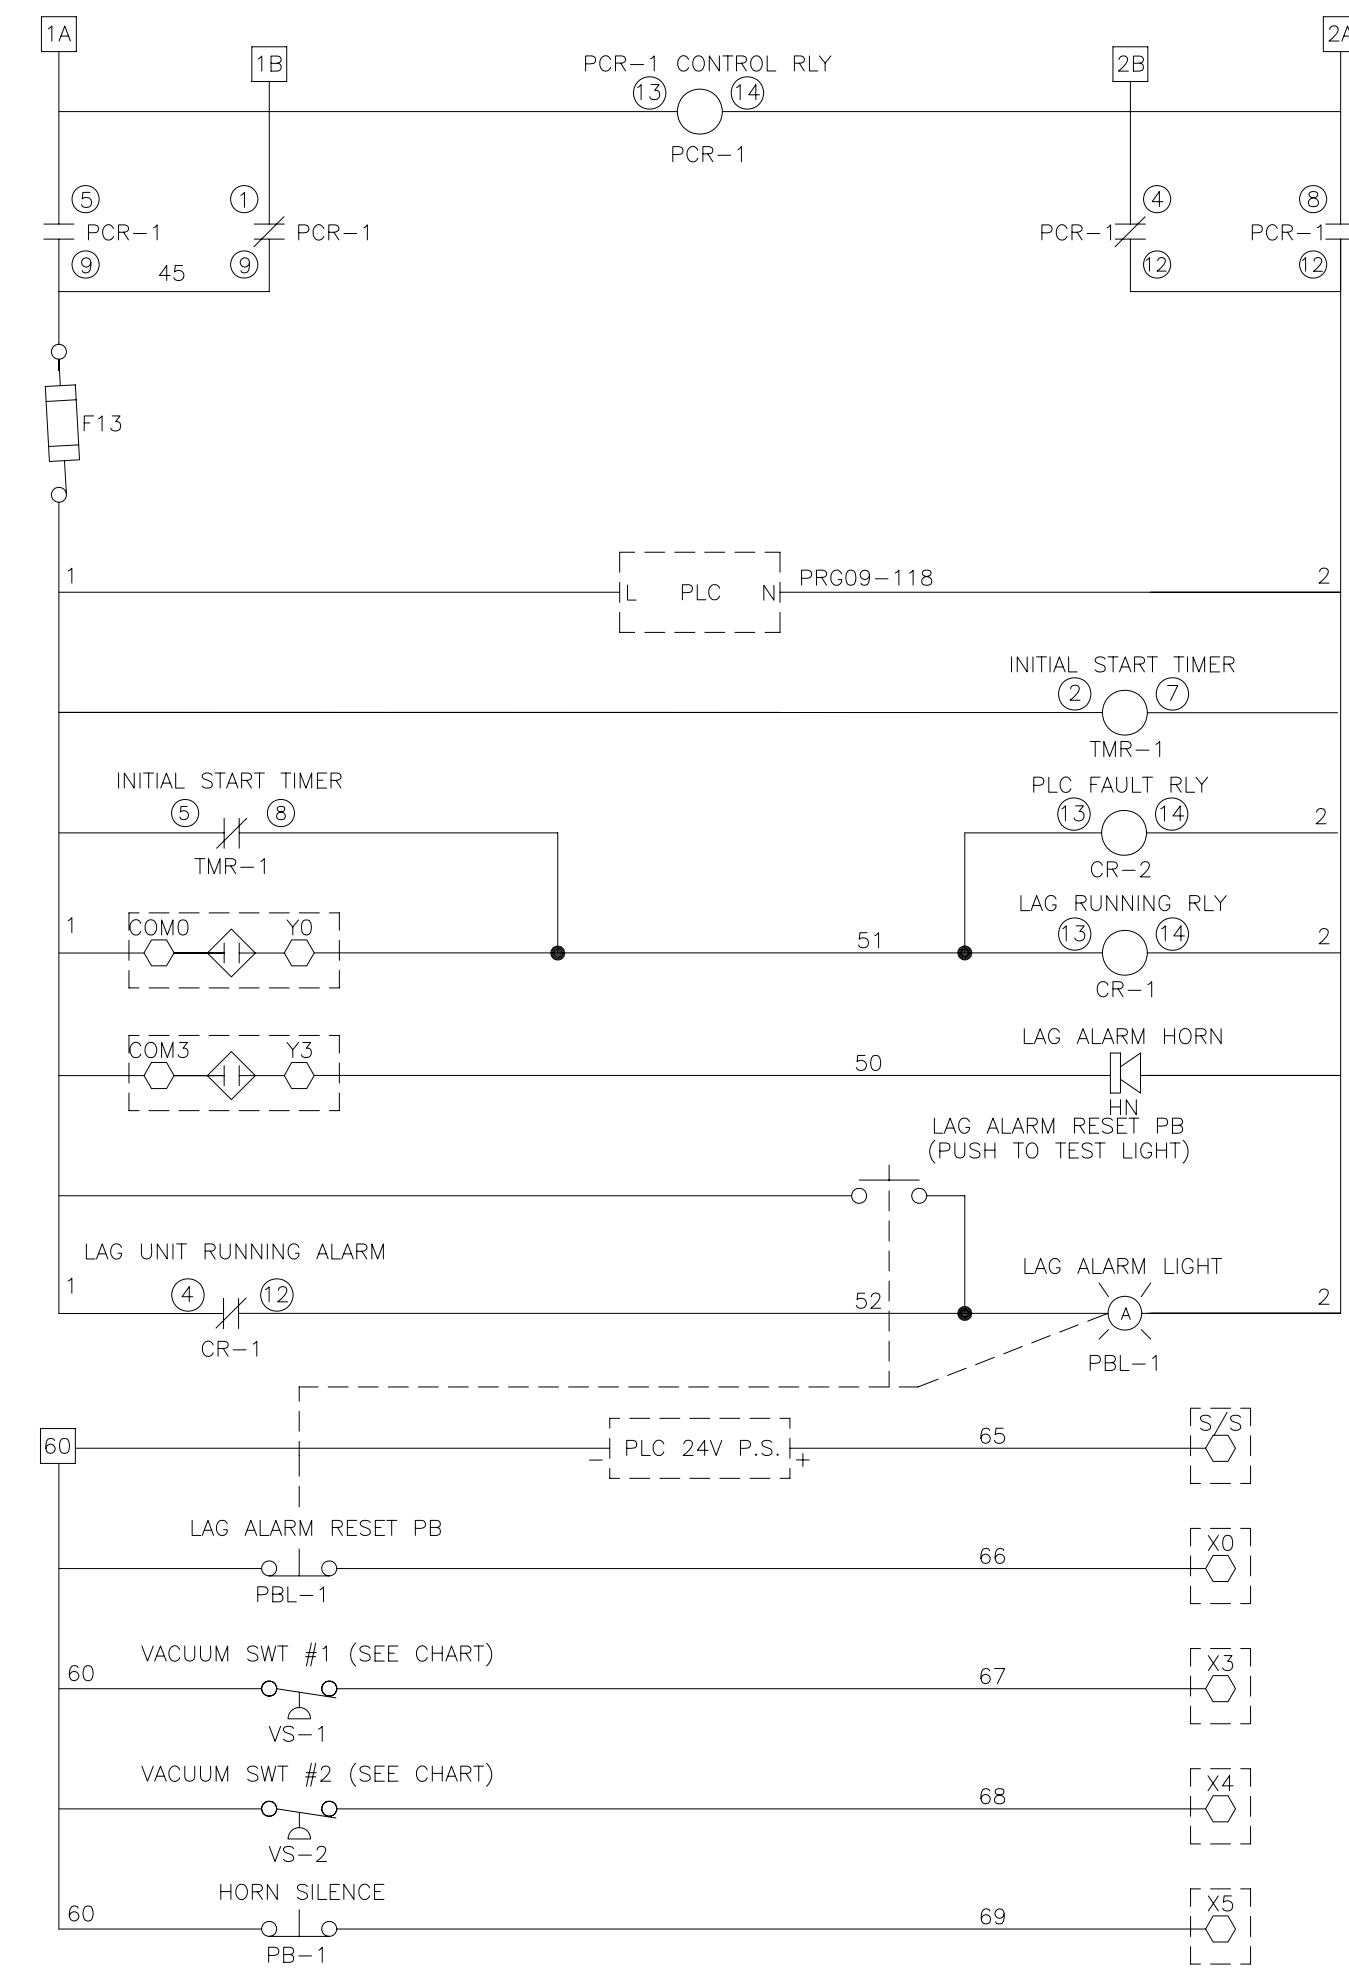 1A
2A
1B
PCR-1 CONTROL RLY
2B
13 14
PCR-1
5 1 4 8
PCR-1 PCR-1 PCR-1 PCR-1
9 45 9 12 12
F13
1 L PLC N PRG09-118 2
INITIAL START TIMER
2 7
TMR-1
INITIAL START TIMER
5 8
TMR-1
PLC FAULT RLY
13 14 2
CR-2
LAG RUNNING RLY
1 COM0 Y0 51 13 14 2
CR-1
LAG ALARM HORN
COM3 Y3 50
HN
LAG ALARM RESET PB
(PUSH TO TEST LIGHT)
LAG UNIT RUNNING ALARM
LAG ALARM LIGHT
1 4 12 52 A 2
CR-1
PBL-1
60 - PLC 24V P.S. + 65 S/S
LAG ALARM RESET PB
66 X0
PBL-1
VACUUM SWT #1 (SEE CHART)
60 67 X3
VS-1
VACUUM SWT #2 (SEE CHART)
68 X4
VS-2
HORN SILENCE
60 69 X5
PB-1